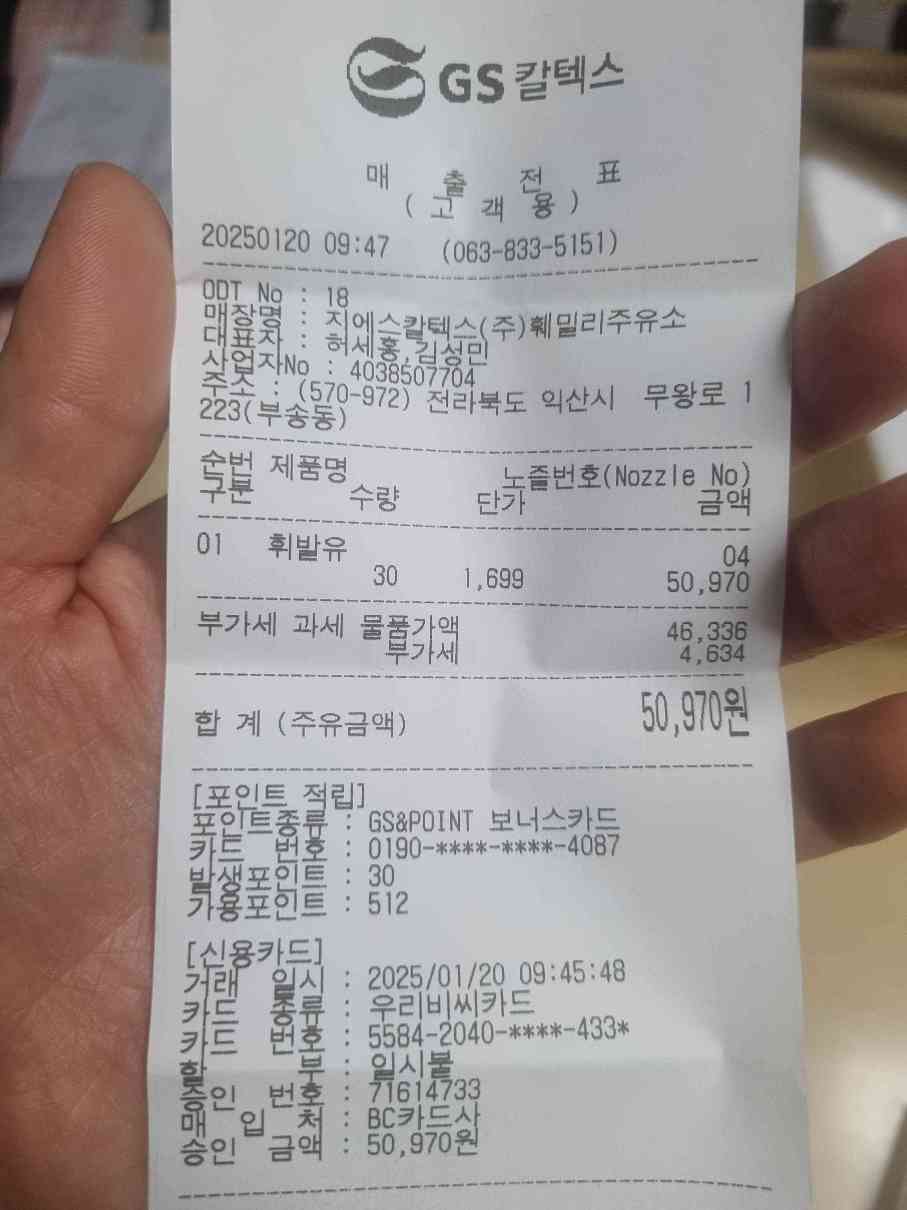 GS칼텍스
매 출 전 표
(고 객 용)
20250120 09:47 (063-833-5151)
ODT No : 18
매장명 : 지에스칼텍스(주)훼밀리주유소
대표자 : 허세홍,김성민
사업자No : 4038507704
주소 : (570-972) 전라북도 익산시 무왕로 1
223(부송동)
순번 제품명 노즐번호(Nozzle No)
구분 수량 단가 금액
01 휘발유 04
30 1,699 50,970
부가세 과세 물품가액 46,336
부가세 4,634
합 계 (주유금액) 50,970원
[포인트 적립]
포인트종류 : GS&POINT 보너스카드
카드 번호 : 0190-****-****-4087
발생포인트 : 30
가용포인트 : 512
[신용카드]
거래 일시 : 2025/01/20 09:45:48
카드 종류 : 우리비씨카드
카드 번호 : 5584-2040-****-433*
할 부 : 일시불
승인 번호 : 71614733
매 입 처 : BC카드사
승인 금액 : 50,970원